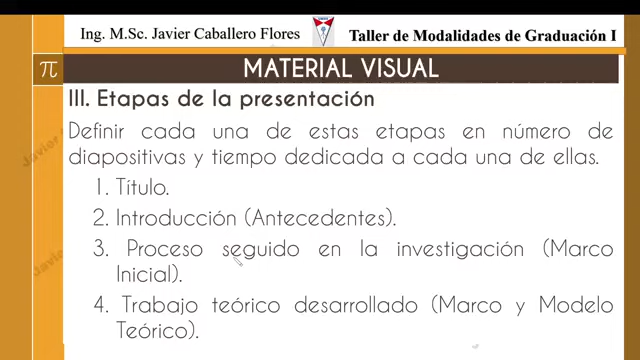 Ing. M.Sc. Javier Caballero Flores
Taller de Modalidades de Graduación I
π
MATERIAL VISUAL
III. Etapas de la presentación
Definir cada una de estas etapas en número de
diapositivas y tiempo dedicada a cada una de ellas.
1. Título.
2. Introducción (Antecedentes).
3. Proceso seguido en la investigación (Marco
Inicial).
4. Trabajo teórico desarrollado (Marco y Modelo
Teórico).
Javier
Javier